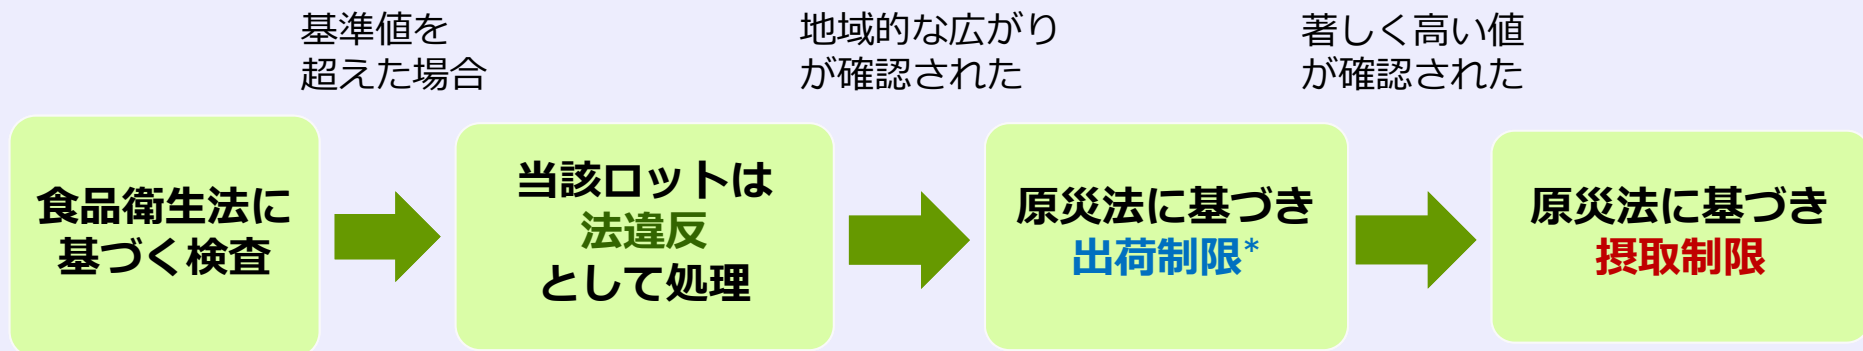 基準値を
超えた場合
地域的な広がり
が確認された
著しく高い値
が確認された
食品衛生法に
基づく検査
当該ロットは
法違反
として処理
原災法に基づき
出荷制限*
原災法に基づき
摂取制限